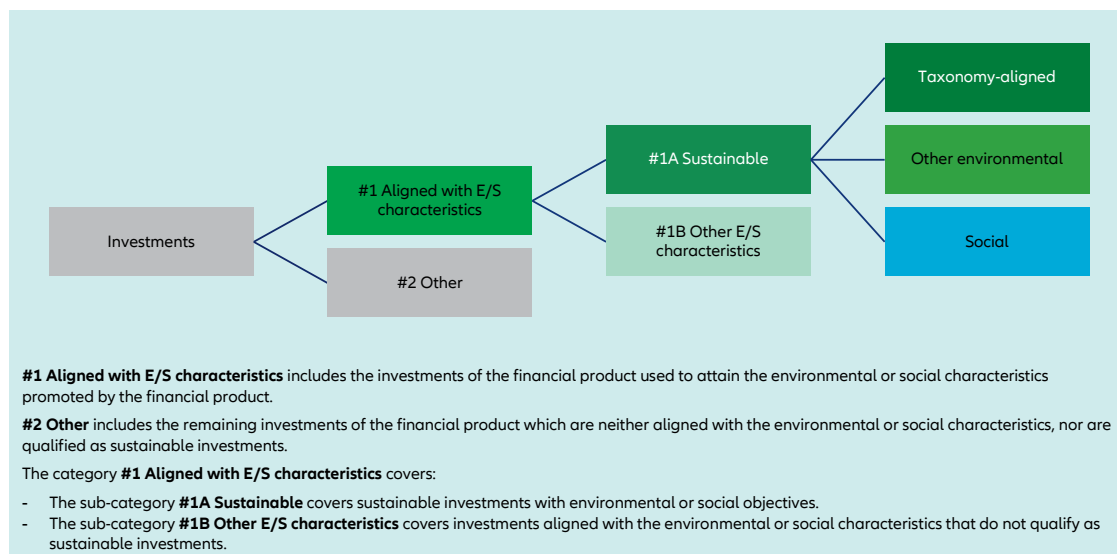 Taxonomy-aligned
#1A Sustainable
Other environmental
#1 Aligned with E/S
characteristics
Investments
#1B Other E/S
characteristics
Social
#2 Other
#1 Aligned with E/S characteristics includes the investments of the financial product used to attain the environmental or social characteristics
promoted by the financial product.
#2 Other includes the remaining investments of the financial product which are neither aligned with the environmental or social characteristics, nor are
qualified as sustainable investments.
The category #1 Aligned with E/S characteristics covers:
- The sub-category #1A Sustainable covers sustainable investments with environmental or social objectives.
- The sub-category #1B Other E/S characteristics covers investments aligned with the environmental or social characteristics that do not qualify as
sustainable investments.